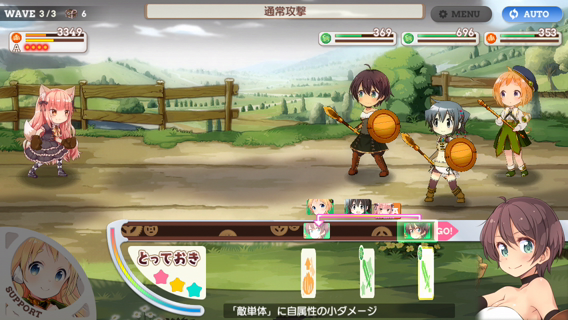 WAVE 3/3 6
通常攻撃
MENU
AUTO
3349
A
369
696
353
GO!
とっておき
SUPPORT
「敵単体」に自属性の小ダメージ